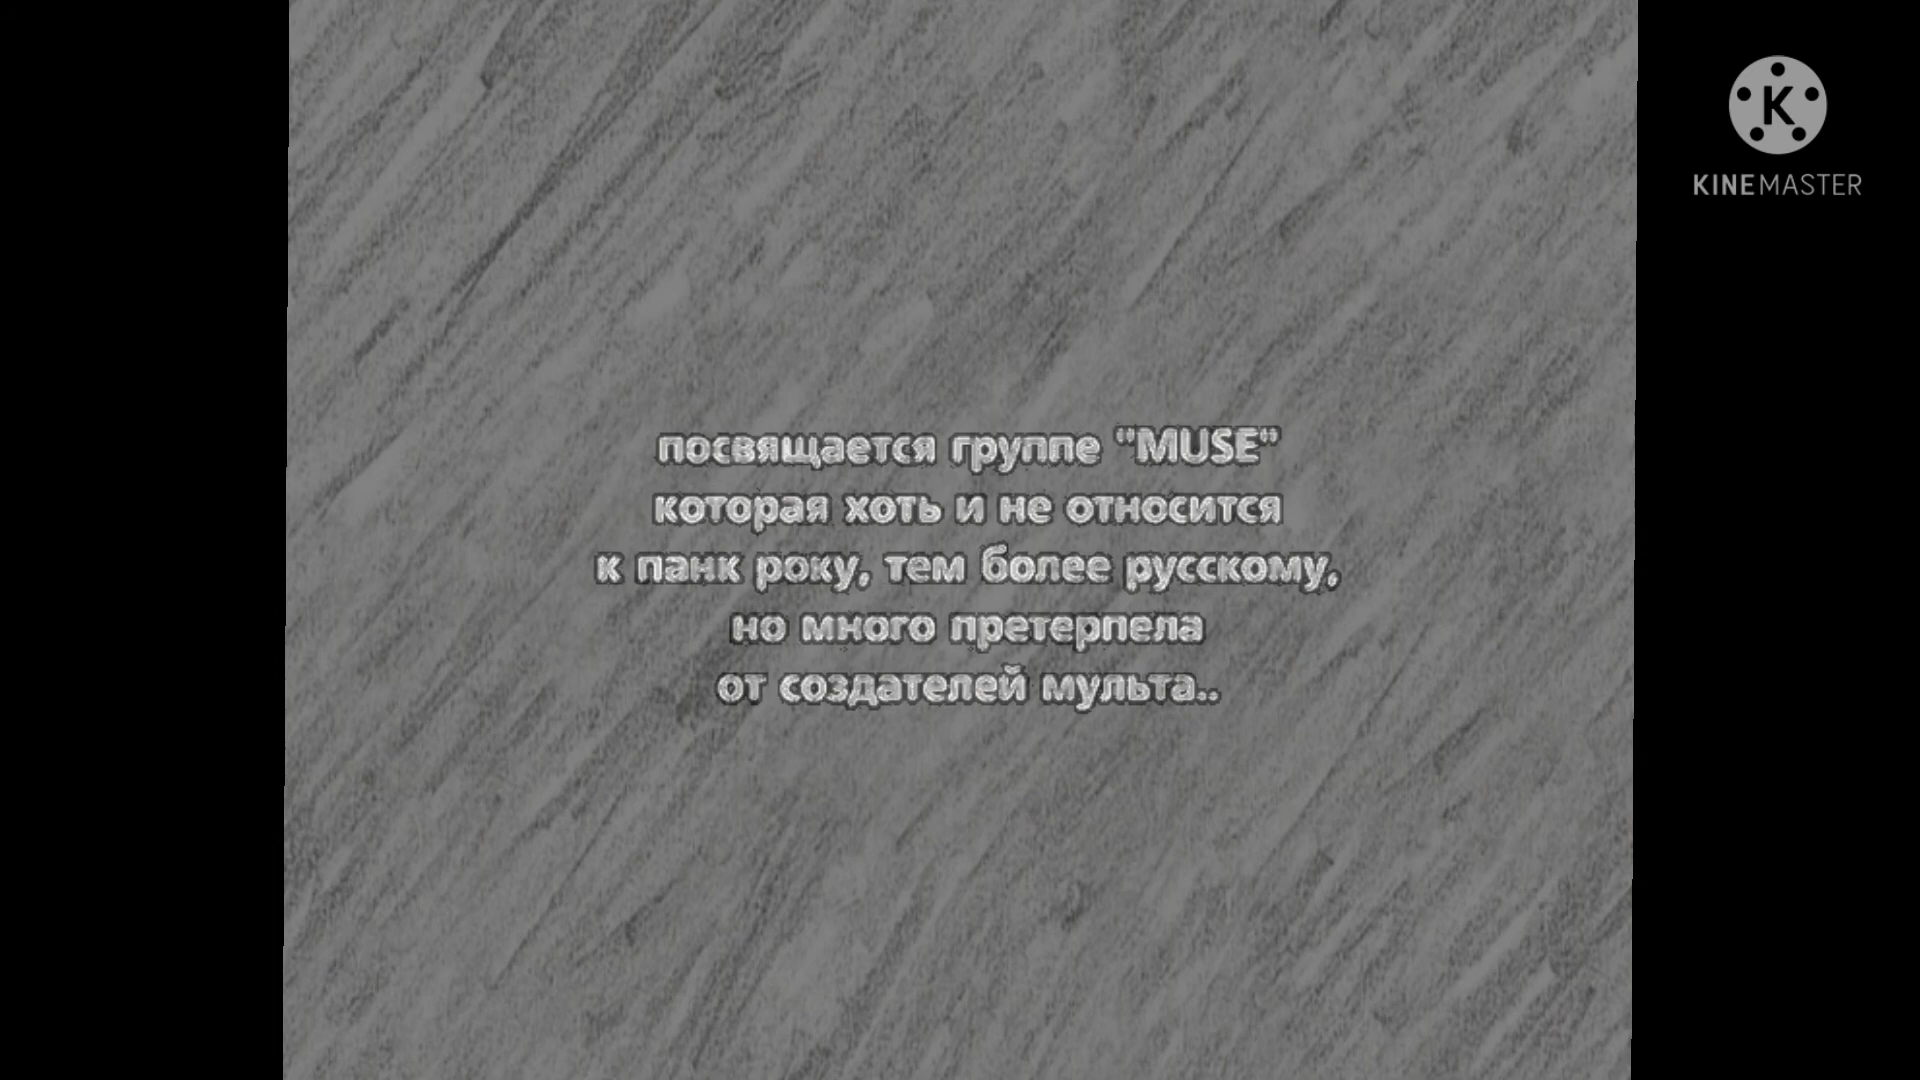 посвящается группе "MUSE"
которая хоть и не относится
к панк року, тем более русскому,
но много претерпела
от создателей мульта..
K
KINEMASTER